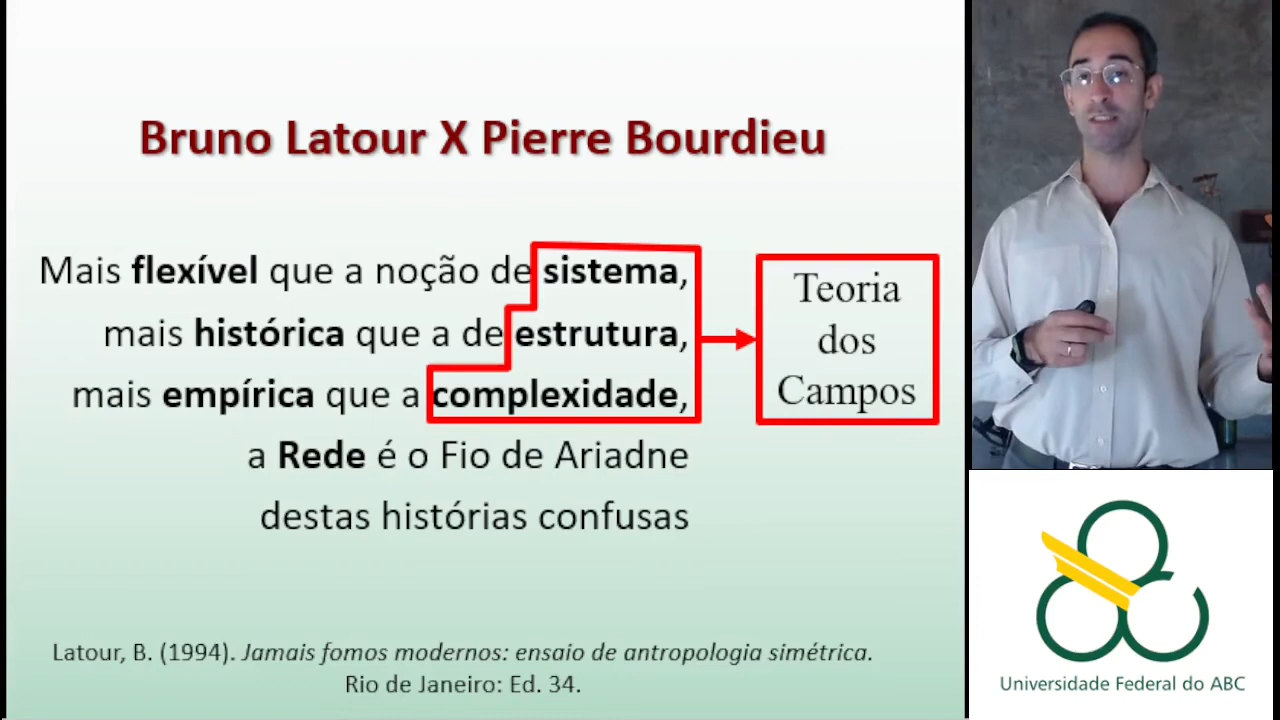 Bruno Latour X Pierre Bourdieu
Mais flexível que a noção de sistema,
mais histórica que a de estrutura,
mais empírica que a complexidade,
a Rede é o Fio de Ariadne
destas histórias confusas
Teoria
dos
Campos
Latour, B. (1994). Jamais fomos modernos: ensaio de antropologia simétrica.
Rio de Janeiro: Ed. 34.
Universidade Federal do ABC